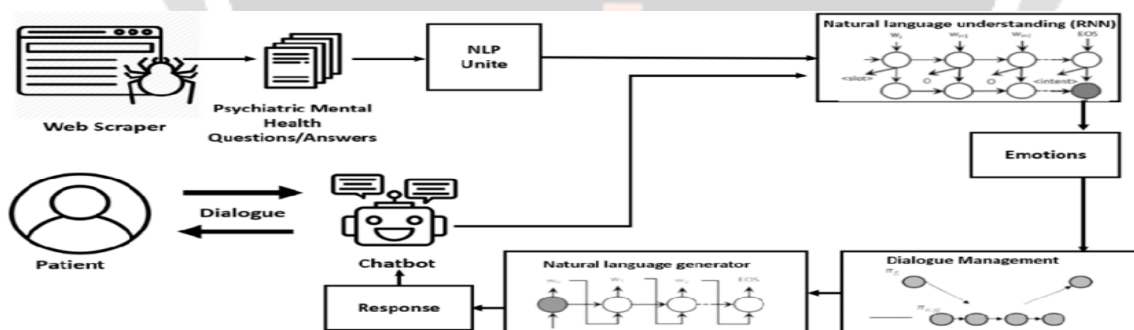 Natural language understanding (RNN)
EOS
<slot>
O
O
<intent>
NLP
Unite
Web Scraper
Psychiatric Mental
Health
Questions/Answers
Emotions
Dialogue
Patient
Chatbot
Response
Natural language generator
EOS
Dialogue Management